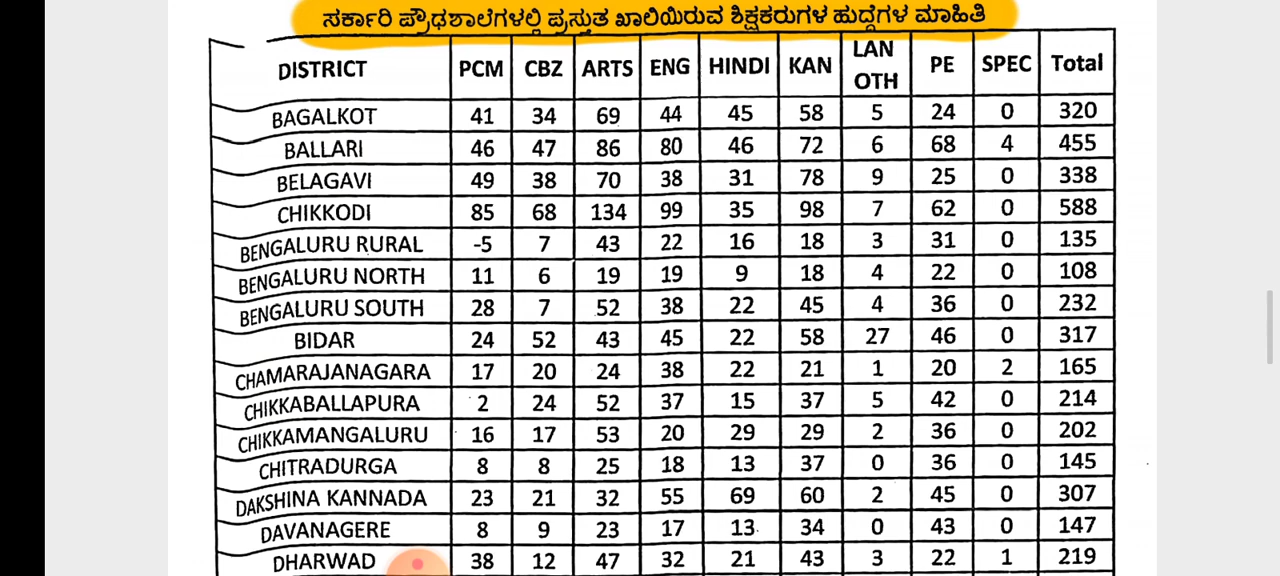 ಸರ್ಕಾರಿ ಪ್ರೌಢಶಾಲೆಗಳಲ್ಲಿ ಪ್ರಸ್ತುತ ಖಾಲಿಯಿರುವ ಶಿಕ್ಷಕರುಗಳ ಹುದ್ದೆಗಳ ಮಾಹಿತಿ
DISTRICT PCM CBZ ARTS ENG HINDI KAN LAN OTH PE SPEC Total
BAGALKOT 41 34 69 44 45 58 5 24 0 320
BALLARI 46 47 86 80 46 72 6 68 4 455
BELAGAVI 49 38 70 38 31 78 9 25 0 338
CHIKKODI 85 68 134 99 35 98 7 62 0 588
BENGALURU RURAL -5 7 43 22 16 18 3 31 0 135
BENGALURU NORTH 11 6 19 19 9 18 4 22 0 108
BENGALURU SOUTH 28 7 52 38 22 45 4 36 0 232
BIDAR 24 52 43 45 22 58 27 46 0 317
CHAMARAJANAGARA 17 20 24 38 22 21 1 20 2 165
CHIKKABALLAPURA 2 24 52 37 15 37 5 42 0 214
CHIKKAMANGALURU 16 17 53 20 29 29 2 36 0 202
CHITRADURGA 8 8 25 18 13 37 0 36 0 145
DAKSHINA KANNADA 23 21 32 55 69 60 2 45 0 307
DAVANAGERE 8 9 23 17 13 34 0 43 0 147
DHARWAD 38 12 47 32 21 43 3 22 1 219